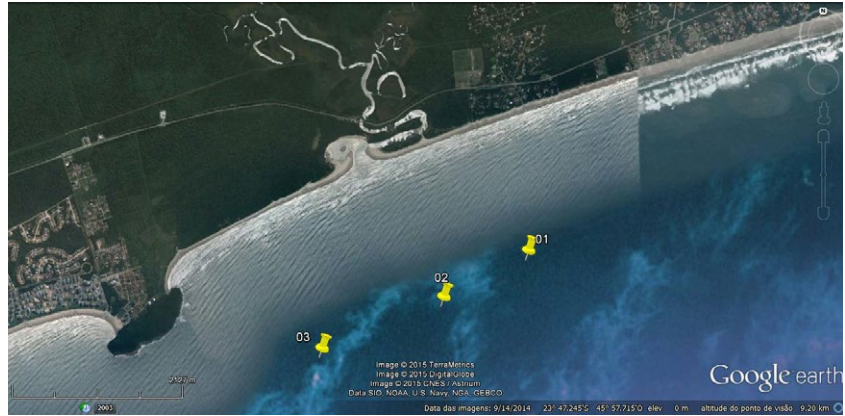 N
01
02
03
2127 m
Image © 2015 TerraMetrics
Image © 2015 DigitalGlobe
Image © 2015 CNES / Astrium
Data SIO, NOAA, U.S. Navy, NGA, GEBCO
Google earth
2003
Data das imagens: 9/14/2014 23° 47.245'S 45° 57.715'O elev 0 m altitude do ponto de visão 9.20 km